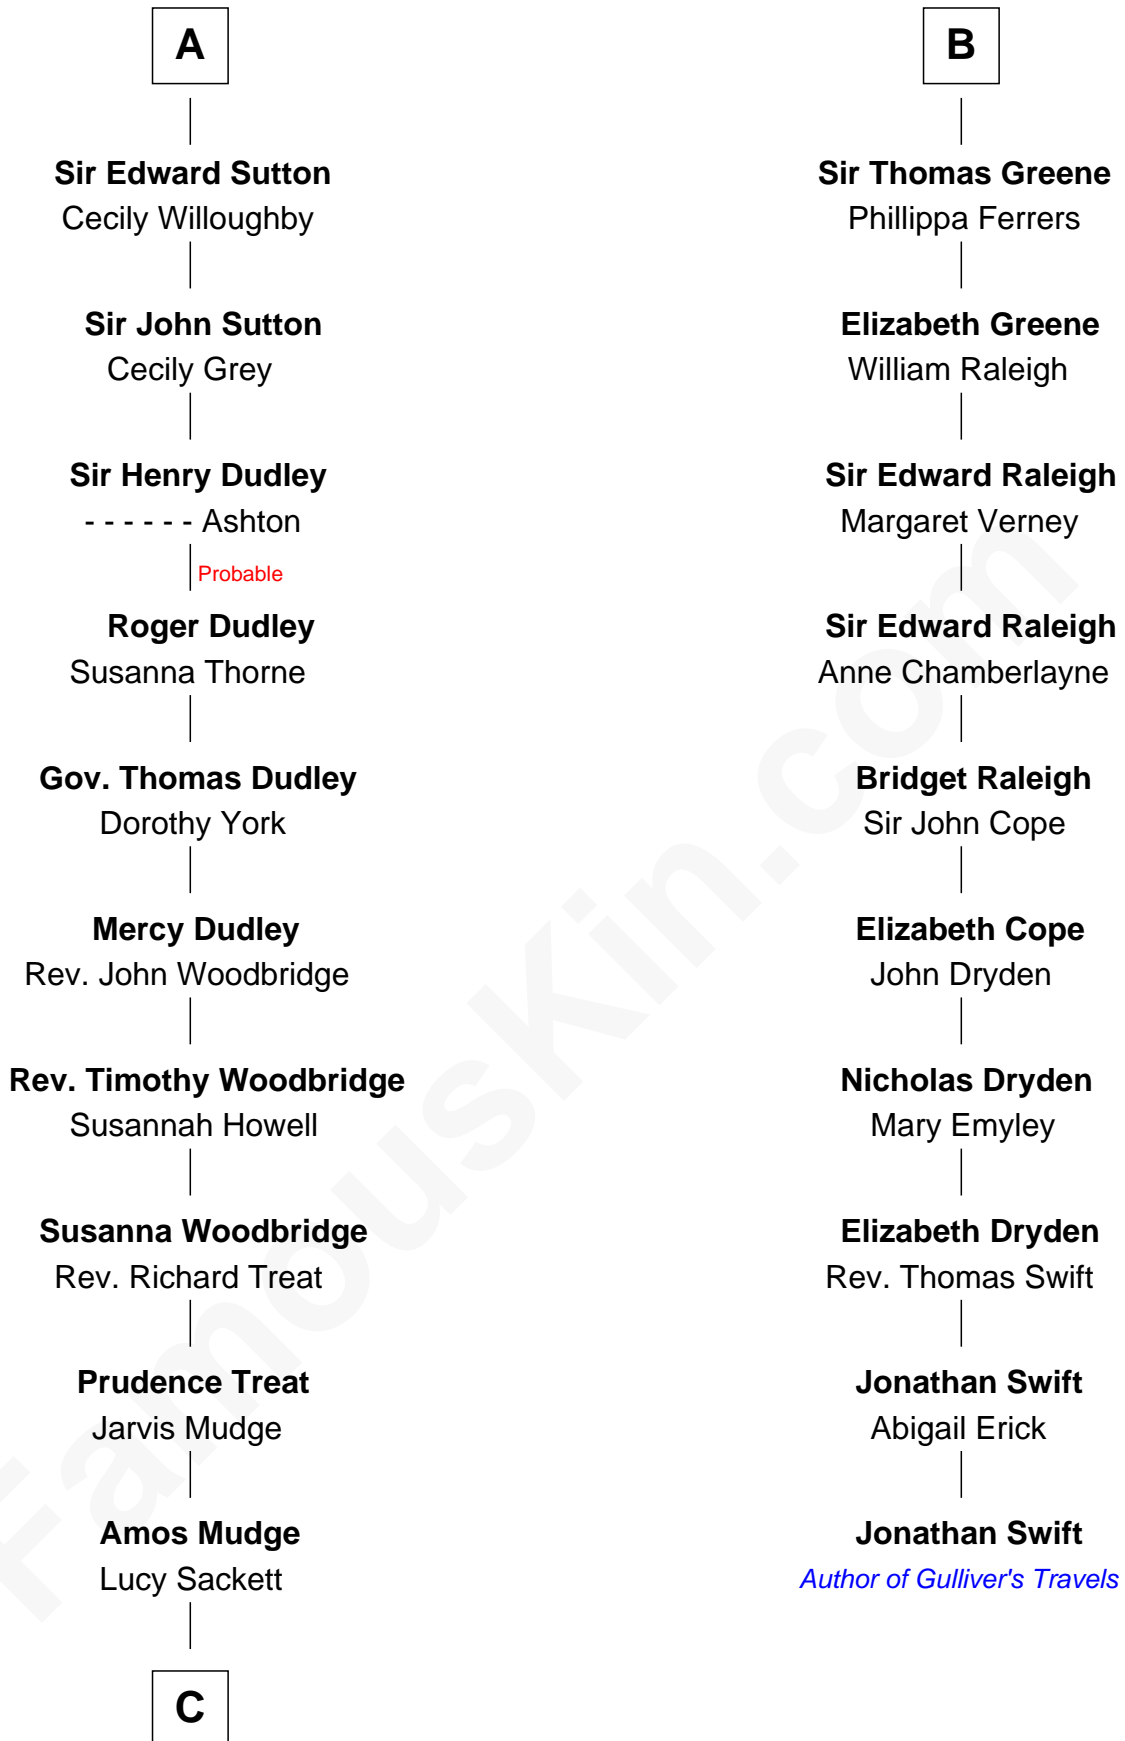 A
Sir Edward Sutton
Cecily Willoughby
Sir John Sutton
Cecily Grey
Sir Henry Dudley
- - - - - - Ashton
Probable
Roger Dudley
Susanna Thorne
Gov. Thomas Dudley
Dorothy York
Mercy Dudley
Rev. John Woodbridge
Rev. Timothy Woodbridge
Susannah Howell
Susanna Woodbridge
Rev. Richard Treat
Prudence Treat
Jarvis Mudge
Amos Mudge
Lucy Sackett
C
B
Sir Thomas Greene
Phillippa Ferrers
Elizabeth Greene
William Raleigh
Sir Edward Raleigh
Margaret Verney
Sir Edward Raleigh
Anne Chamberlayne
Bridget Raleigh
Sir John Cope
Elizabeth Cope
John Dryden
Nicholas Dryden
Mary Emyley
Elizabeth Dryden
Rev. Thomas Swift
Jonathan Swift
Abigail Erick
Jonathan Swift
Author of Gulliver's Travels
FamousKin.com